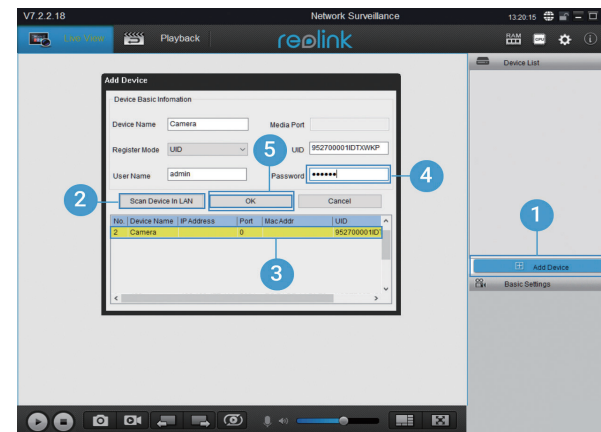 V7.2.2.18 Network Surveillance 13:20:15
Live View Playback reolink RAM CPU
Device List
Add Device
Device Basic Infomation
Device Name Camera Media Port
Register Mode UID UID 952700001IDTXWKP
User Name admin Password ••••••
Scan Device In LAN OK Cancel
No. Device Name IP Address Port Mac Addr UID
2 Camera 0 952700001IDT
1
2
3
4
5
Add Device
Basic Settings